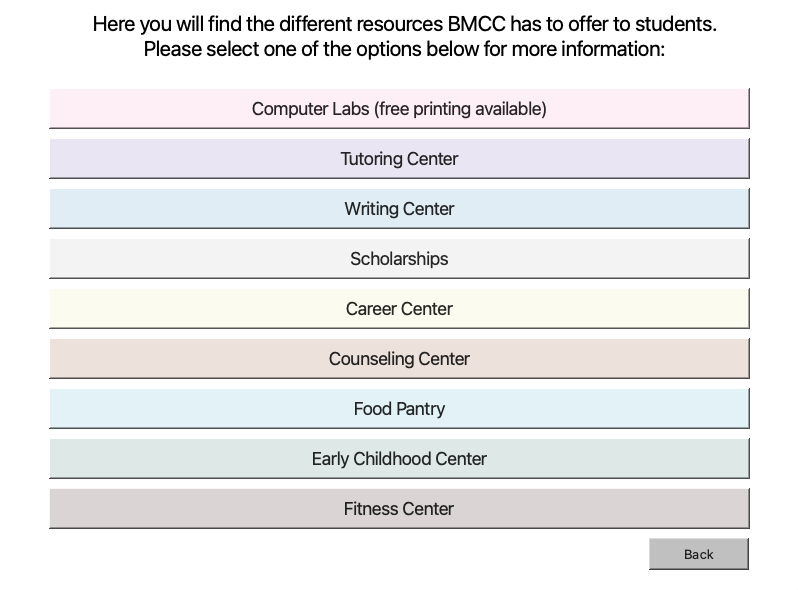 Here you will find the different resources BMCC has to offer to students.
Please select one of the options below for more information:
Computer Labs (free printing available)
Tutoring Center
Writing Center
Scholarships
Career Center
Counseling Center
Food Pantry
Early Childhood Center
Fitness Center
Back